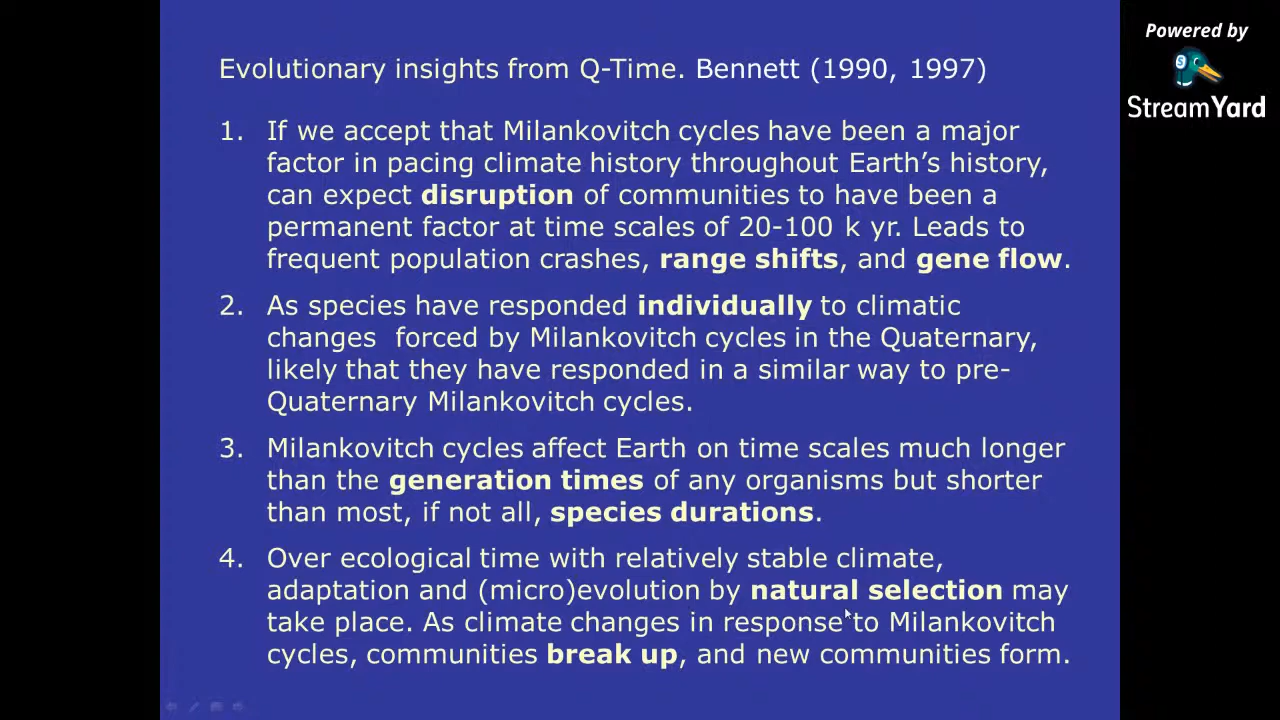 Powered by
StreamYard
Evolutionary insights from Q-Time. Bennett (1990, 1997)
1. If we accept that Milankovitch cycles have been a major
factor in pacing climate history throughout Earth's history,
can expect disruption of communities to have been a
permanent factor at time scales of 20-100 k yr. Leads to
frequent population crashes, range shifts, and gene flow.
2. As species have responded individually to climatic
changes forced by Milankovitch cycles in the Quaternary,
likely that they have responded in a similar way to pre-
Quaternary Milankovitch cycles.
3. Milankovitch cycles affect Earth on time scales much longer
than the generation times of any organisms but shorter
than most, if not all, species durations.
4. Over ecological time with relatively stable climate,
adaptation and (micro)evolution by natural selection may
take place. As climate changes in response to Milankovitch
cycles, communities break up, and new communities form.